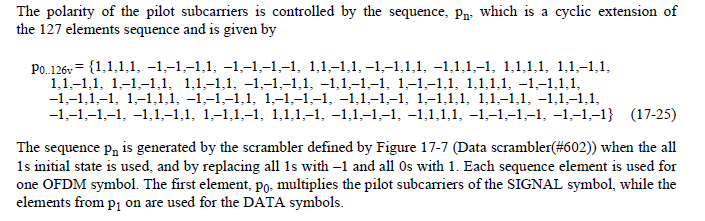 The polarity of the pilot subcarriers is controlled by the sequence, pn, which is a cyclic extension of
the 127 elements sequence and is given by
p0..126v = {1,1,1,1, –1,–1,–1,1, –1,–1,–1,–1, 1,1,–1,1, –1,–1,1,1, –1,1,1,–1, 1,1,1,1, 1,1,–1,1,
1,1,–1,1, 1,–1,–1,1, 1,1,–1,1, –1,–1,–1,1, –1,1,–1,–1, 1,–1,–1,1, 1,1,1,1, –1,–1,1,1,
–1,–1,1,–1, 1,–1,1,1, –1,–1,–1,1, 1,–1,–1,–1, –1,1,–1,–1, 1,–1,1,1, 1,1,–1,1, –1,1,–1,1,
–1,–1,–1,–1, –1,1,–1,1, 1,–1,1,–1, 1,1,1,–1, –1,1,–1,–1, –1,1,1,1, –1,–1,–1,–1, –1,–1,–1} (17-25)
The sequence pn is generated by the scrambler defined by Figure 17-7 (Data scrambler(#602)) when the all
1s initial state is used, and by replacing all 1s with –1 and all 0s with 1. Each sequence element is used for
one OFDM symbol. The first element, p0, multiplies the pilot subcarriers of the SIGNAL symbol, while the
elements from p1 on are used for the DATA symbols.